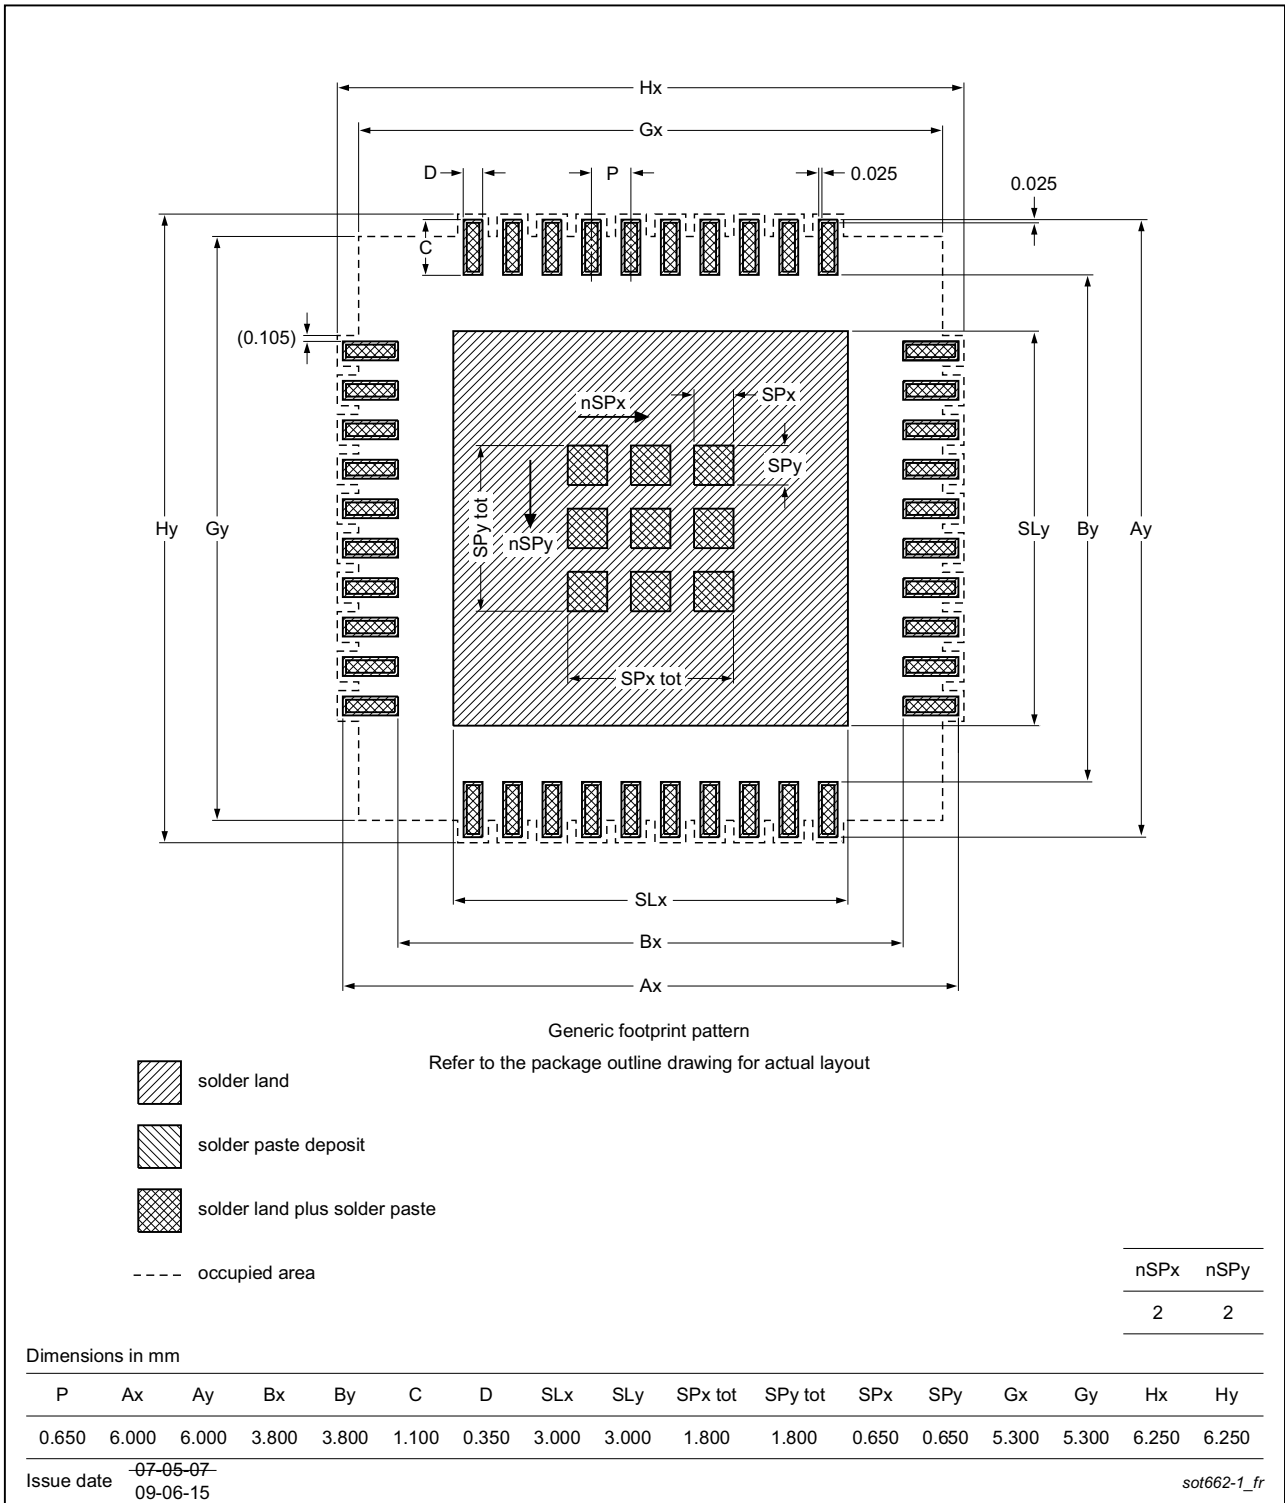 Hx
Gx
D
P
0.025
0.025
C
(0.105)
nSPx
SPx
SPy
SPy tot
nSPy
Hy
Gy
SLy
By
Ay
SPx tot
SLx
Bx
Ax
Generic footprint pattern
Refer to the package outline drawing for actual layout
solder land
solder paste deposit
solder land plus solder paste
occupied area
nSPx nSPy
2 2
Dimensions in mm
P Ax Ay Bx By C D SLx SLy SPx tot SPy tot SPx SPy Gx Gy Hx Hy
0.650 6.000 6.000 3.800 3.800 1.100 0.350 3.000 3.000 1.800 1.800 0.650 0.650 5.300 5.300 6.250 6.250
Issue date 07-05-07
09-06-15
sot662-1_fr